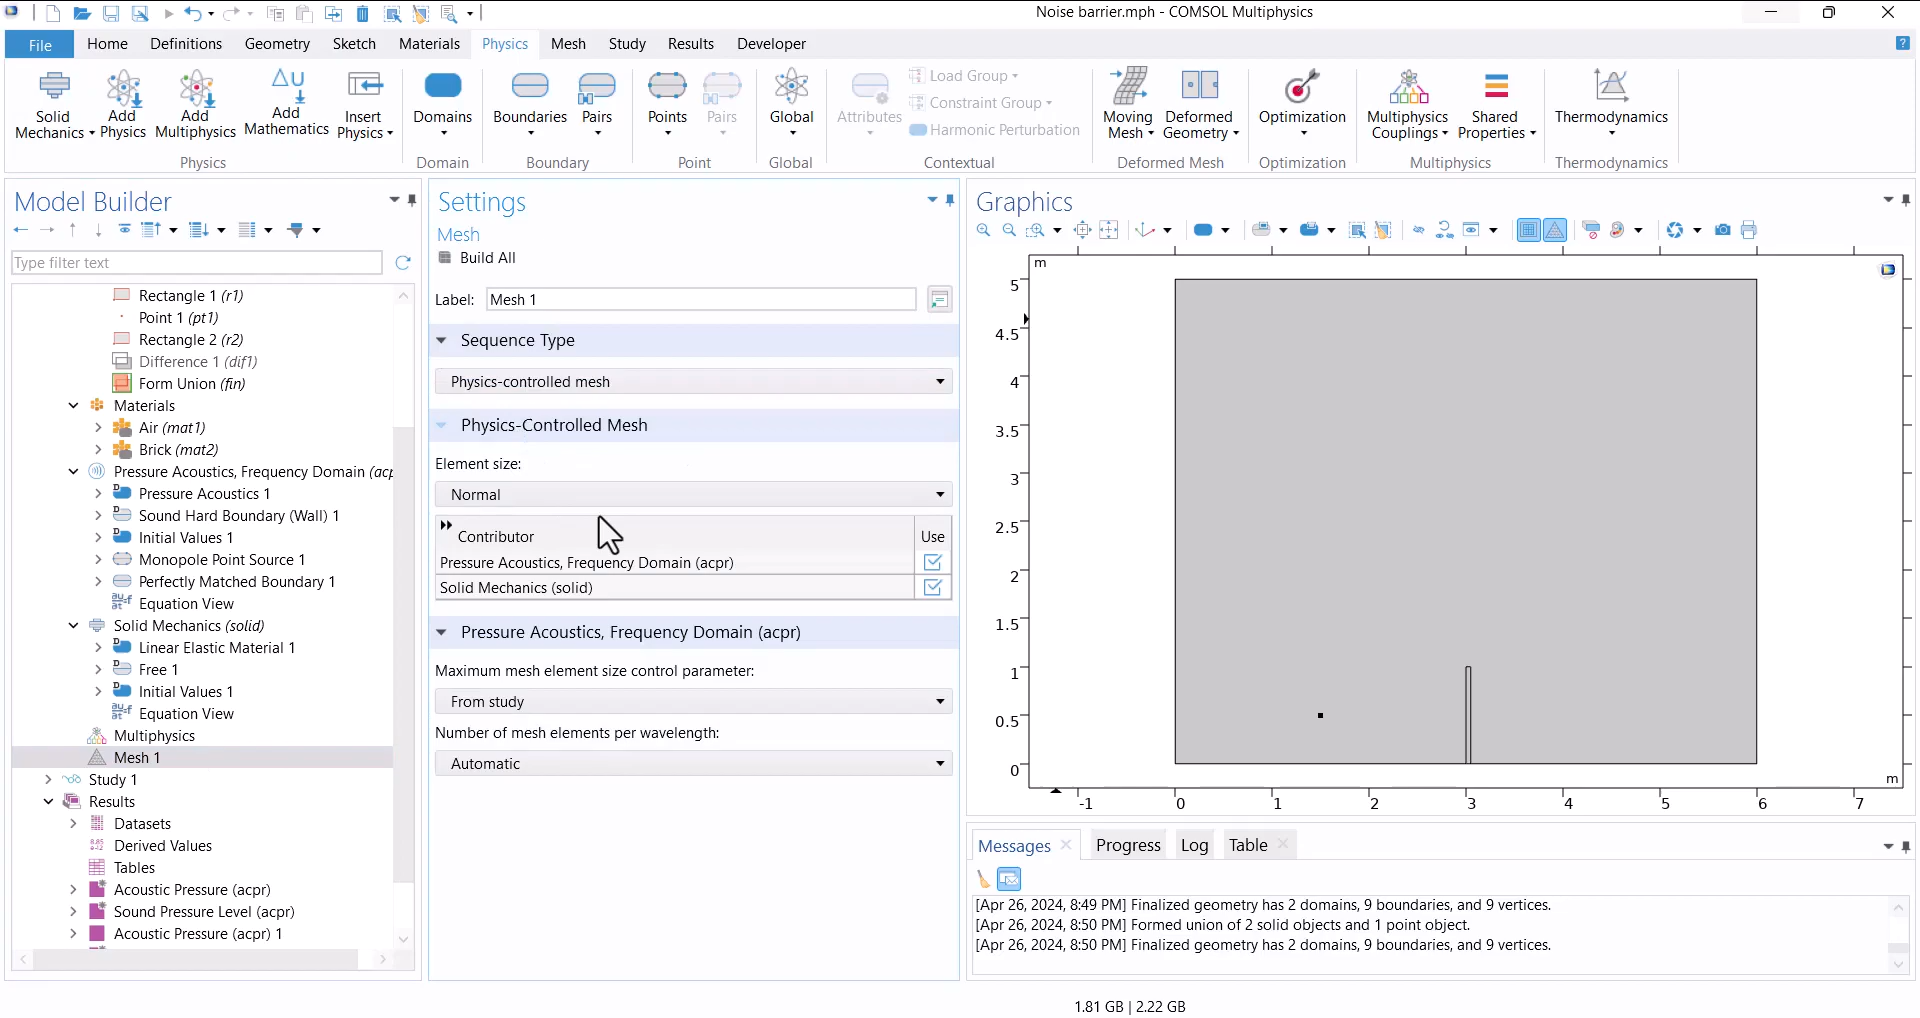 Noise barrier.mph - COMSOL Multiphysics
File
Home
Definitions
Geometry
Sketch
Materials
Physics
Mesh
Study
Results
Developer
Solid Mechanics
Add Physics
Add Multiphysics
Add Mathematics
Insert Physics
Physics
Domains
Domain
Boundaries
Pairs
Boundary
Points
Pairs
Point
Global
Global
Attributes
Load Group
Constraint Group
Harmonic Perturbation
Contextual
Moving Mesh
Deformed Geometry
Deformed Mesh
Optimization
Optimization
Multiphysics Couplings
Shared Properties
Multiphysics
Thermodynamics
Thermodynamics
Model Builder
Type filter text
Rectangle 1 (r1)
Point 1 (pt1)
Rectangle 2 (r2)
Difference 1 (dif1)
Form Union (fin)
Materials
Air (mat1)
Brick (mat2)
Pressure Acoustics, Frequency Domain (acp
Pressure Acoustics 1
Sound Hard Boundary (Wall) 1
Initial Values 1
Monopole Point Source 1
Perfectly Matched Boundary 1
Equation View
Solid Mechanics (solid)
Linear Elastic Material 1
Free 1
Initial Values 1
Equation View
Multiphysics
Mesh 1
Study 1
Results
Datasets
Derived Values
Tables
Acoustic Pressure (acpr)
Sound Pressure Level (acpr)
Acoustic Pressure (acpr) 1
Settings
Mesh
Build All
Label: Mesh 1
Sequence Type
Physics-controlled mesh
Physics-Controlled Mesh
Element size:
Normal
Contributor Use
Pressure Acoustics, Frequency Domain (acpr)
Solid Mechanics (solid)
Pressure Acoustics, Frequency Domain (acpr)
Maximum mesh element size control parameter:
From study
Number of mesh elements per wavelength:
Automatic
Graphics
m
5
4.5
4
3.5
3
2.5
2
1.5
1
0.5
0
m
-1 0 1 2 3 4 5 6 7
Messages
Progress
Log
Table
[Apr 26, 2024, 8:49 PM] Finalized geometry has 2 domains, 9 boundaries, and 9 vertices.
[Apr 26, 2024, 8:50 PM] Formed union of 2 solid objects and 1 point object.
[Apr 26, 2024, 8:50 PM] Finalized geometry has 2 domains, 9 boundaries, and 9 vertices.
1.81 GB | 2.22 GB